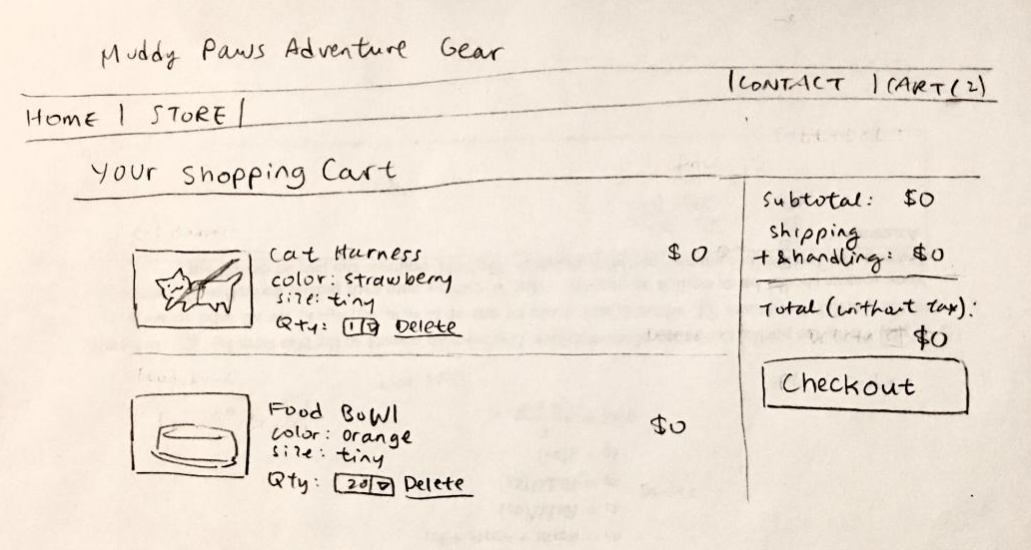 Muddy Paws Adventure Gear
|CONTACT | CART(2)
HOME | STORE |
Your Shopping Cart
Cat Harness
color: strawberry
size: tiny
Qty: 1 Delete
$0
Food Bowl
color: orange
size: tiny
Qty: 20 Delete
$0
Subtotal: $0
shipping
+ & handling: $0
Total (without tax):
$0
Checkout